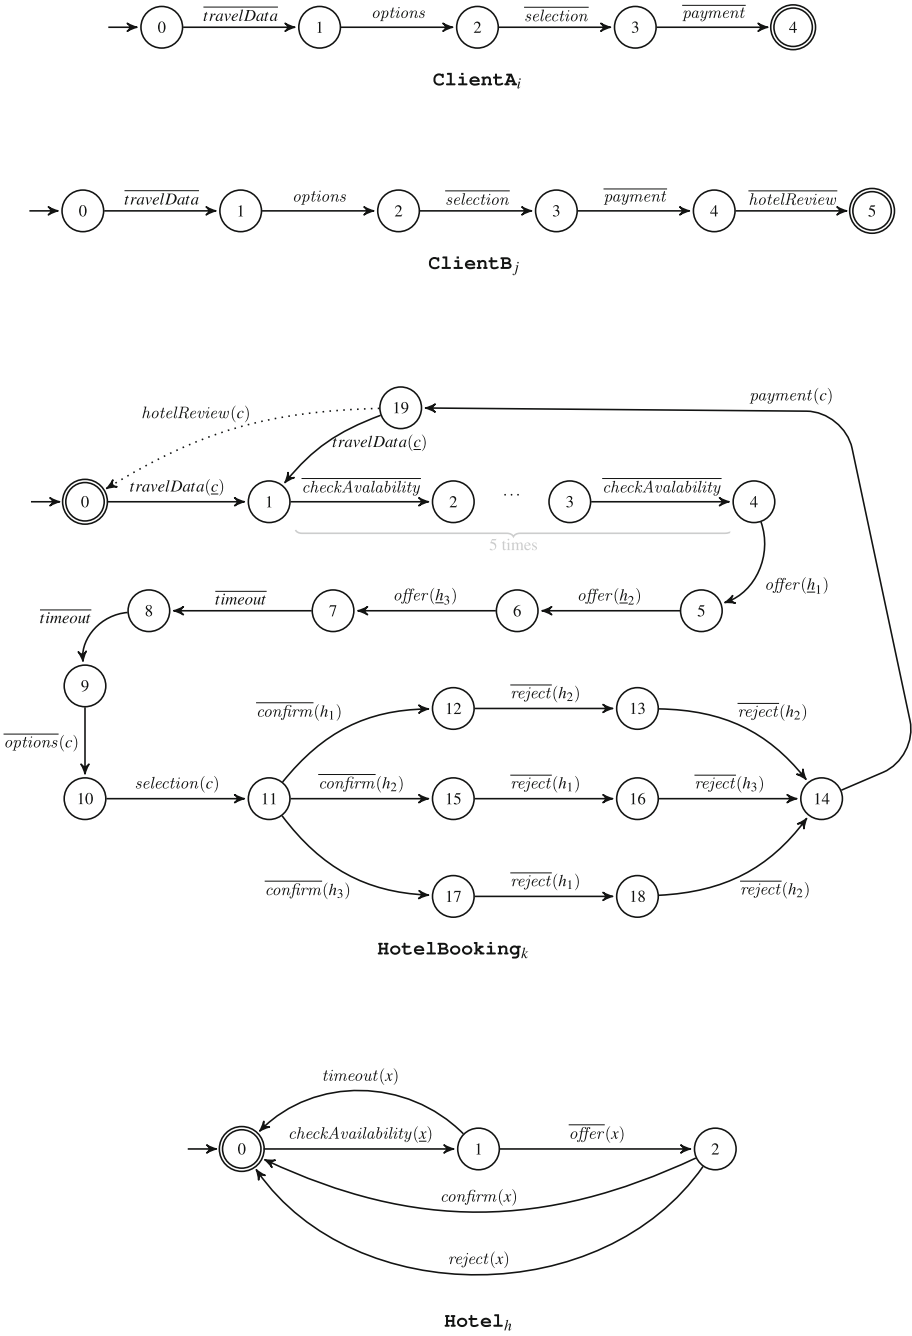 travelData options selection payment
0 1 2 3 4
ClientA_i
travelData options selection payment hotelReview
0 1 2 3 4 5
ClientB_j
payment(c)
19
hotelReview(c)
travelData(c)
travelData(c) checkAvalability ... checkAvalability
0 1 2 3 4
5 times
offer(h_1)
timeout offer(h_3) offer(h_2)
8 7 6 5
timeout
9
confirm(h_1) 12 reject(h_2) 13 reject(h_2)
options(c)
selection(c) confirm(h_2) reject(h_1) reject(h_3)
10 11 15 16 14
confirm(h_3) 17 reject(h_1) 18 reject(h_2)
HotelBooking_k
timeout(x)
checkAvailability(x) offer(x)
0 1 2
confirm(x)
reject(x)
Hotel_h